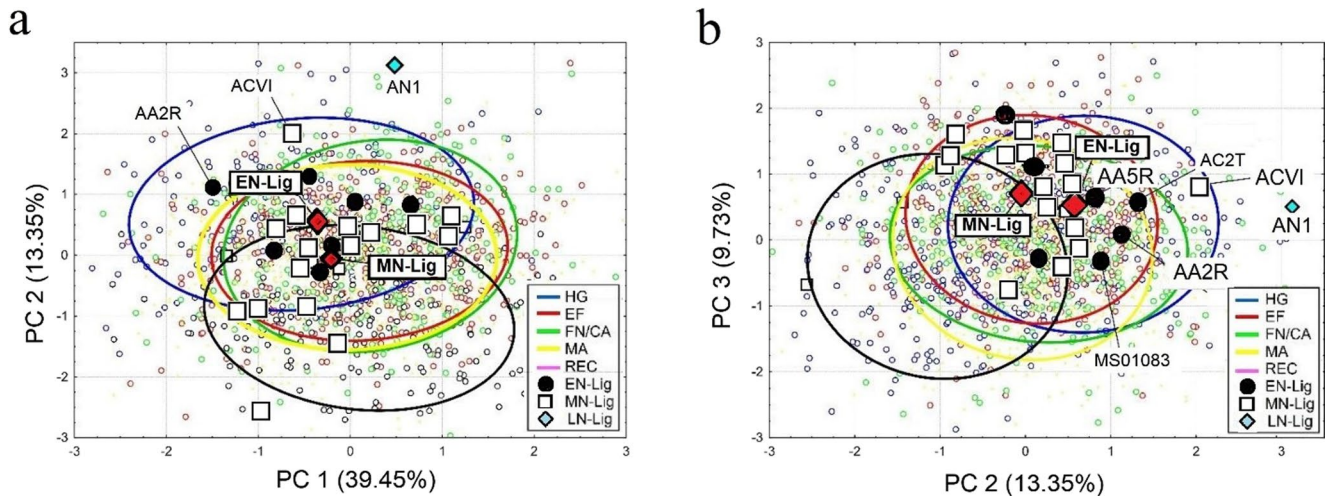 a
3
2
1
0
-1
-2
-3
-3
-2
-1
0
1
2
3
PC 2 (13.35%)
PC 1 (39.45%)
AN1
ACVI
AA2R
EN-Lig
MN-Lig
HG
EF
FN/CA
MA
REC
EN-Lig
MN-Lig
LN-Lig
b
3
2
1
0
-1
-2
-3
-3
-2
-1
0
1
2
3
PC 3 (9.73%)
PC 2 (13.35%)
EN-Lig
AC2T
AA5R
ACVI
AN1
MN-Lig
AA2R
MS01083
HG
EF
FN/CA
MA
REC
EN-Lig
MN-Lig
LN-Lig